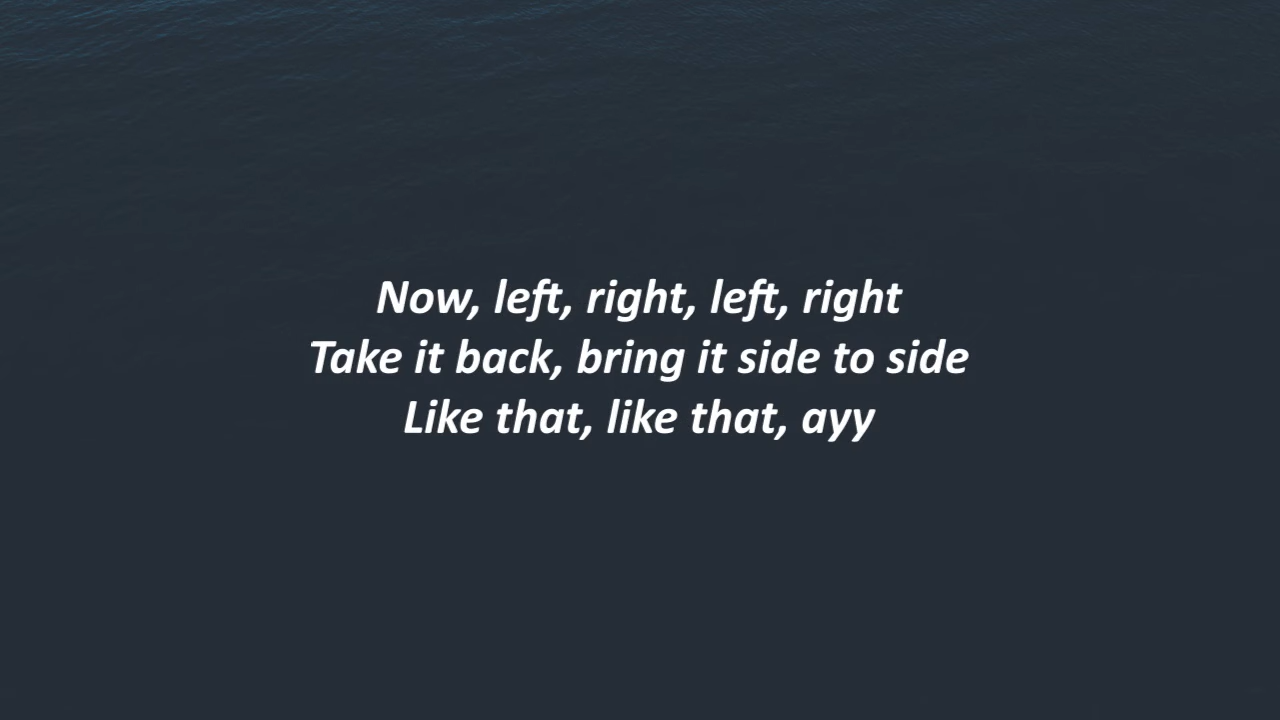 Now, left, right, left, right
Take it back, bring it side to side
Like that, like that, ayy